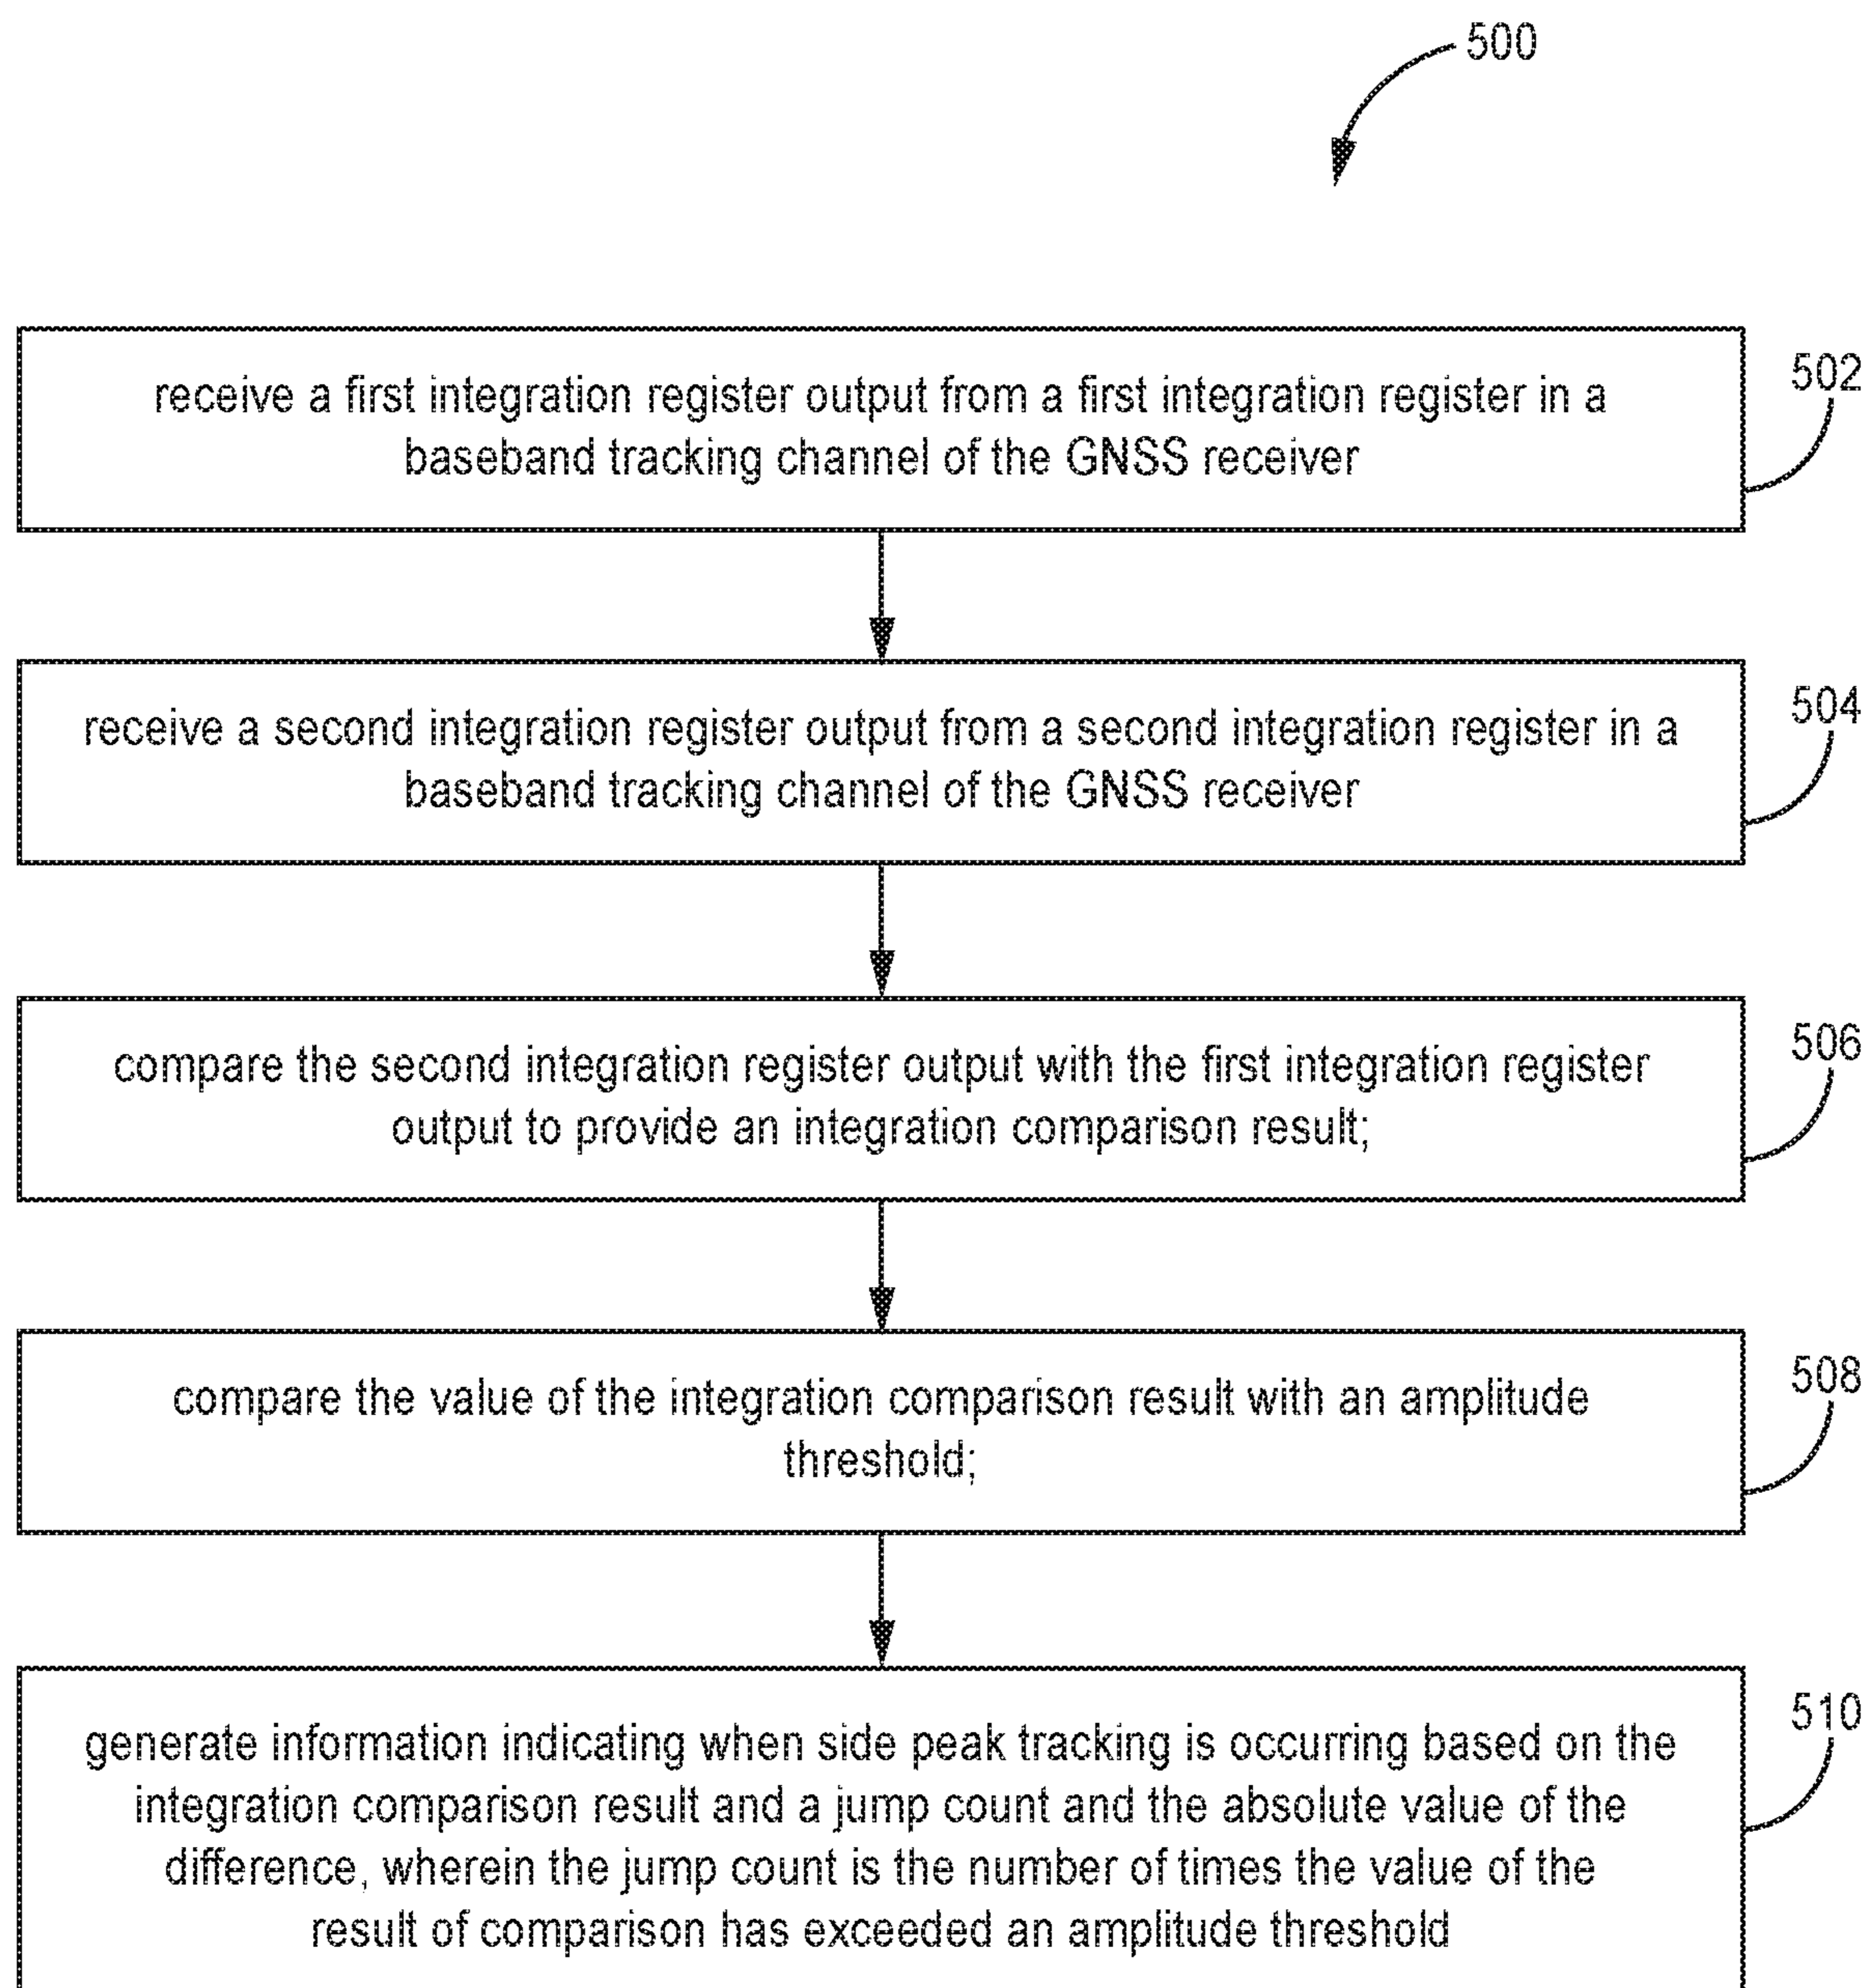 500
receive a first integration register output from a first integration register in a
baseband tracking channel of the GNSS receiver
502
receive a second integration register output from a second integration register in a
baseband tracking channel of the GNSS receiver
504
compare the second integration register output with the first integration register
output to provide an integration comparison result;
506
compare the value of the integration comparison result with an amplitude
threshold;
508
generate information indicating when side peak tracking is occurring based on the
integration comparison result and a jump count and the absolute value of the
difference, wherein the jump count is the number of times the value of the
result of comparison has exceeded an amplitude threshold
510